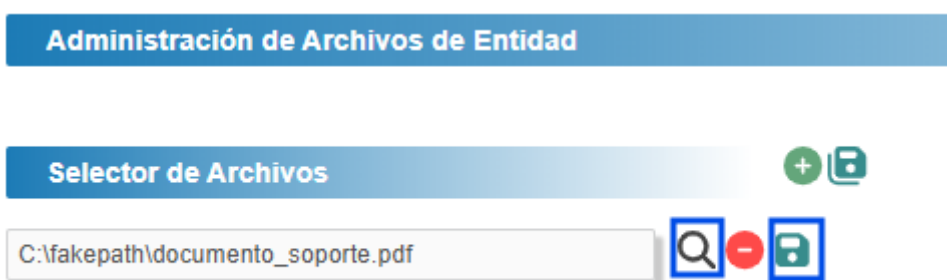 Administración de Archivos de Entidad
Selector de Archivos
C:\fakepath\documento_soporte.pdf